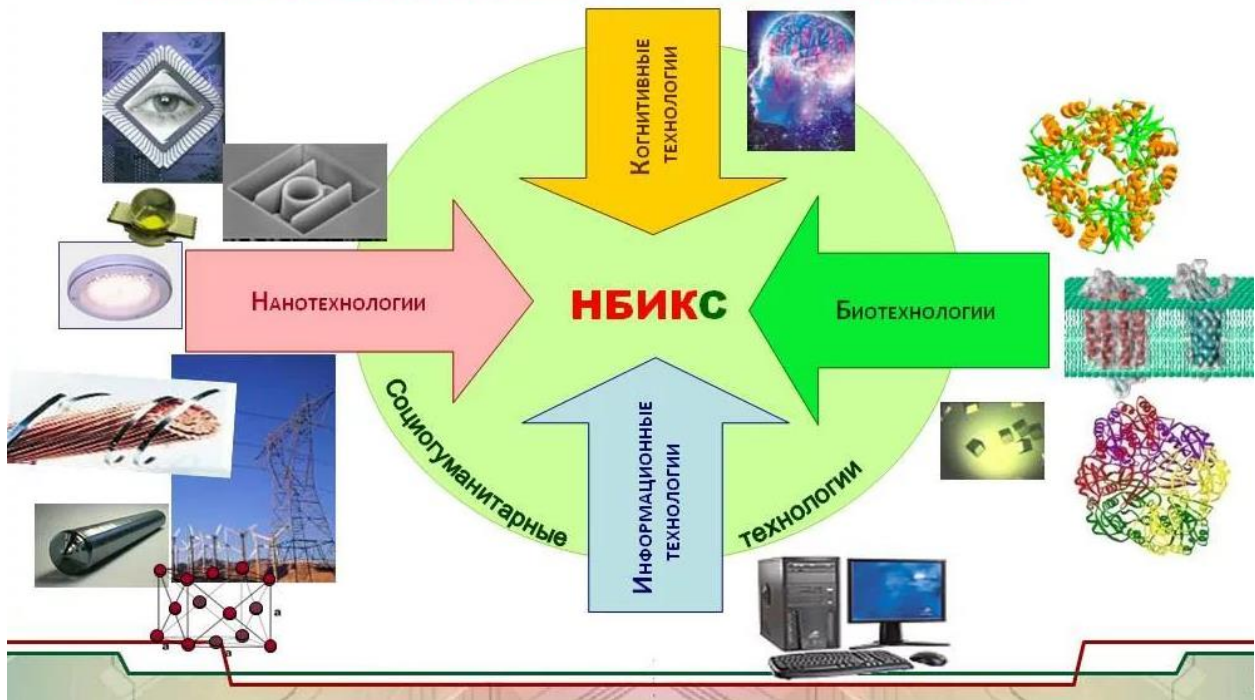 Когнитивные
технологии
Нанотехнологии
НБИКС
Биотехнологии
Социогуманитарные
технологии
Информационные
технологии
a
a
a